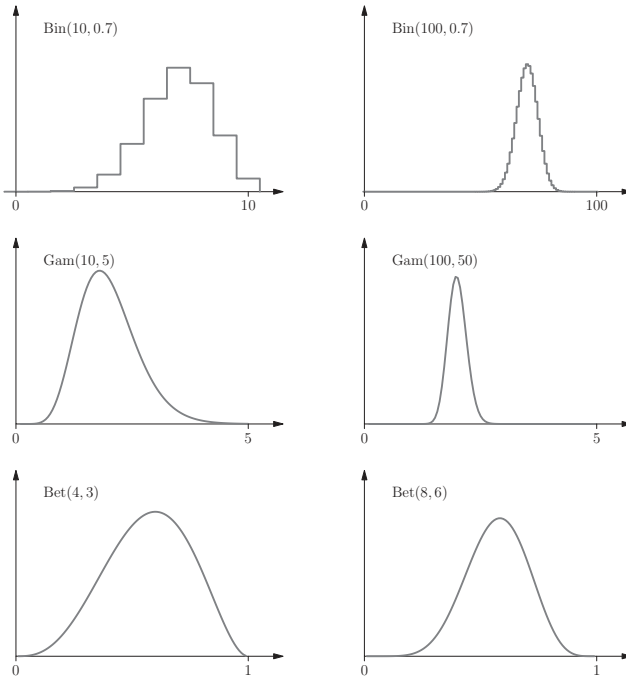 Bin(10, 0.7)
0
10
Bin(100, 0.7)
0
100
Gam(10, 5)
0
5
Gam(100, 50)
0
5
Bet(4, 3)
0
1
Bet(8, 6)
0
1